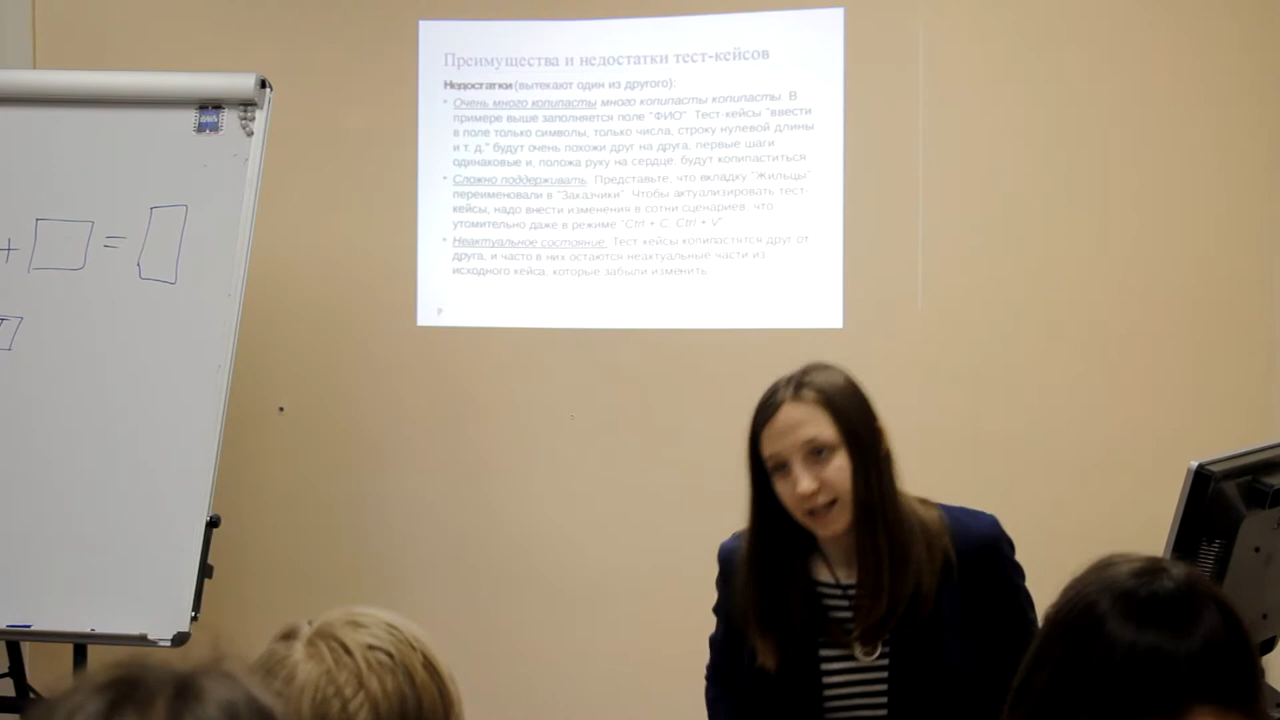 Преимущества и недостатки тест-кейсов
Недостатки (вытекают один из другого):
• Очень много копипасты много копипасты копипасты. В
примере выше заполняется поле "ФИО". Тест-кейсы "ввести
в поле только символы, только числа, строку нулевой длины
и т. д." будут очень похожи друг на друга, первые шаги
одинаковые и, положа руку на сердце, будут копипаститься.
• Сложно поддерживать. Представьте, что вкладку "Жильцы"
переименовали в "Заказчики". Чтобы актуализировать тест-
кейсы, надо внести изменения в сотни сценариев, что
утомительно даже в режиме "Ctrl + C, Ctrl + V"
• Неактуальное состояние. Тест кейсы копипастятся друг от
друга, и часто в них остаются неактуальные части из
исходного кейса, которые забыли изменить
+ =